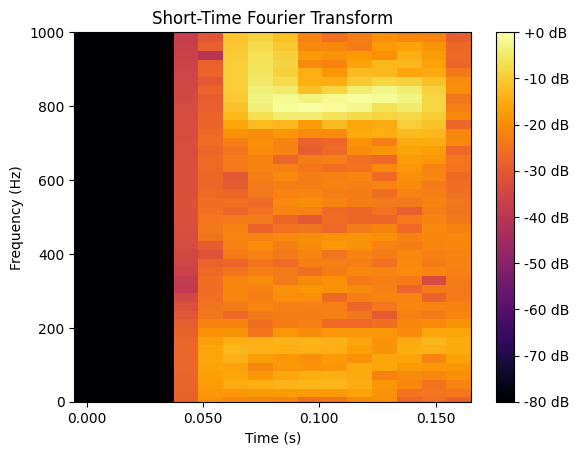 Short-Time Fourier Transform
1000
800
600
400
200
0
Frequency (Hz)
0.000
0.050
0.100
0.150
Time (s)
+0 dB
-10 dB
-20 dB
-30 dB
-40 dB
-50 dB
-60 dB
-70 dB
-80 dB